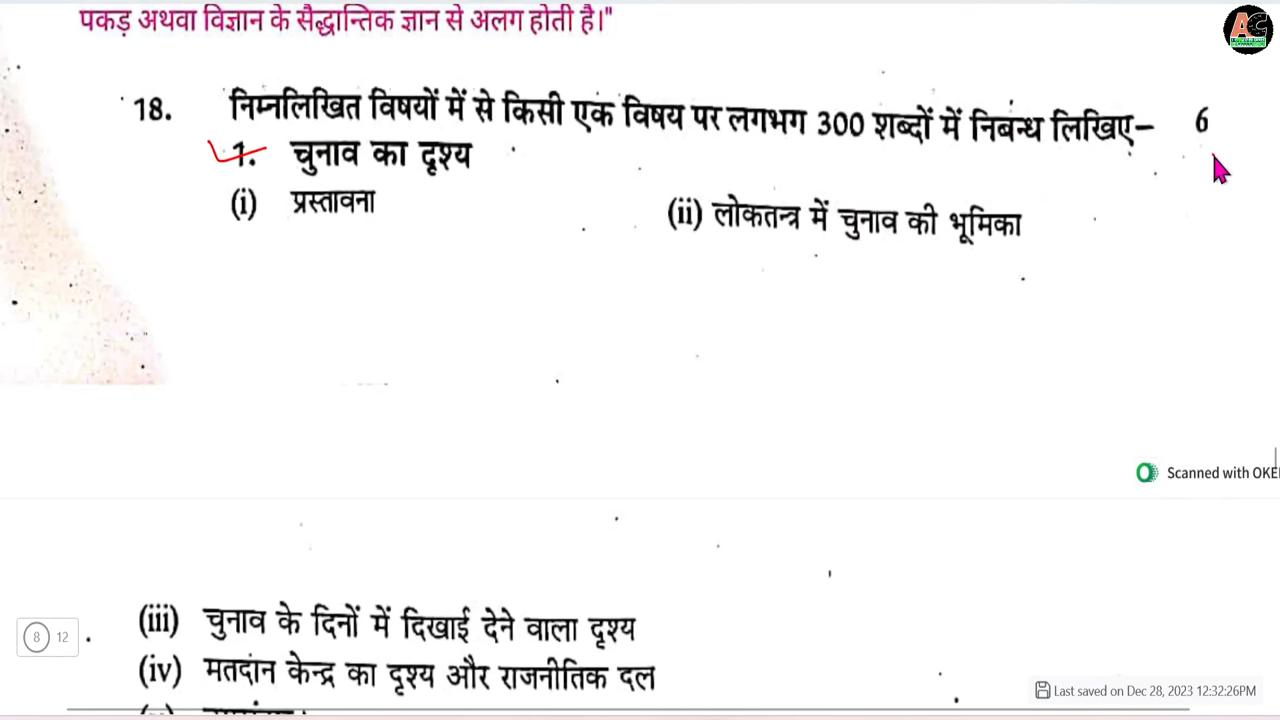 पकड़ अथवा विज्ञान के सैद्धान्तिक ज्ञान से अलग होती है।"
AC
18. निम्नलिखित विषयों में से किसी एक विषय पर लगभग 300 शब्दों में निबन्ध लिखिए– 6
1. चुनाव का दृश्य
(i) प्रस्तावना (ii) लोकतन्त्र में चुनाव की भूमिका
Scanned with OKE
(iii) चुनाव के दिनों में दिखाई देने वाला दृश्य
8 12
(iv) मतदान केन्द्र का दृश्य और राजनीतिक दल
Last saved on Dec 28, 2023 12:32:26PM